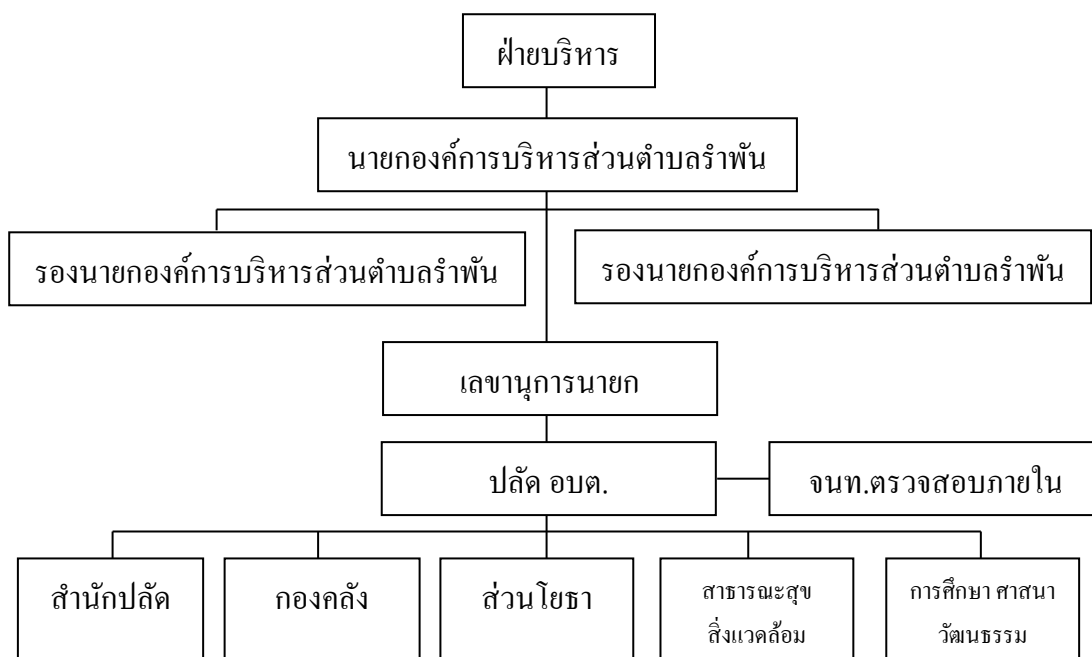 ฝ่ายบริหาร
นายกองค์การบริหารส่วนตำบลรำพัน
รองนายกองค์การบริหารส่วนตำบลรำพัน
รองนายกองค์การบริหารส่วนตำบลรำพัน
เลขานุการนายก
ปลัด อบต.
จนท.ตรวจสอบภายใน
สำนักปลัด
กองคลัง
ส่วนโยธา
สาธารณะสุข
สิ่งแวดล้อม
การศึกษา ศาสนา
วัฒนธรรม